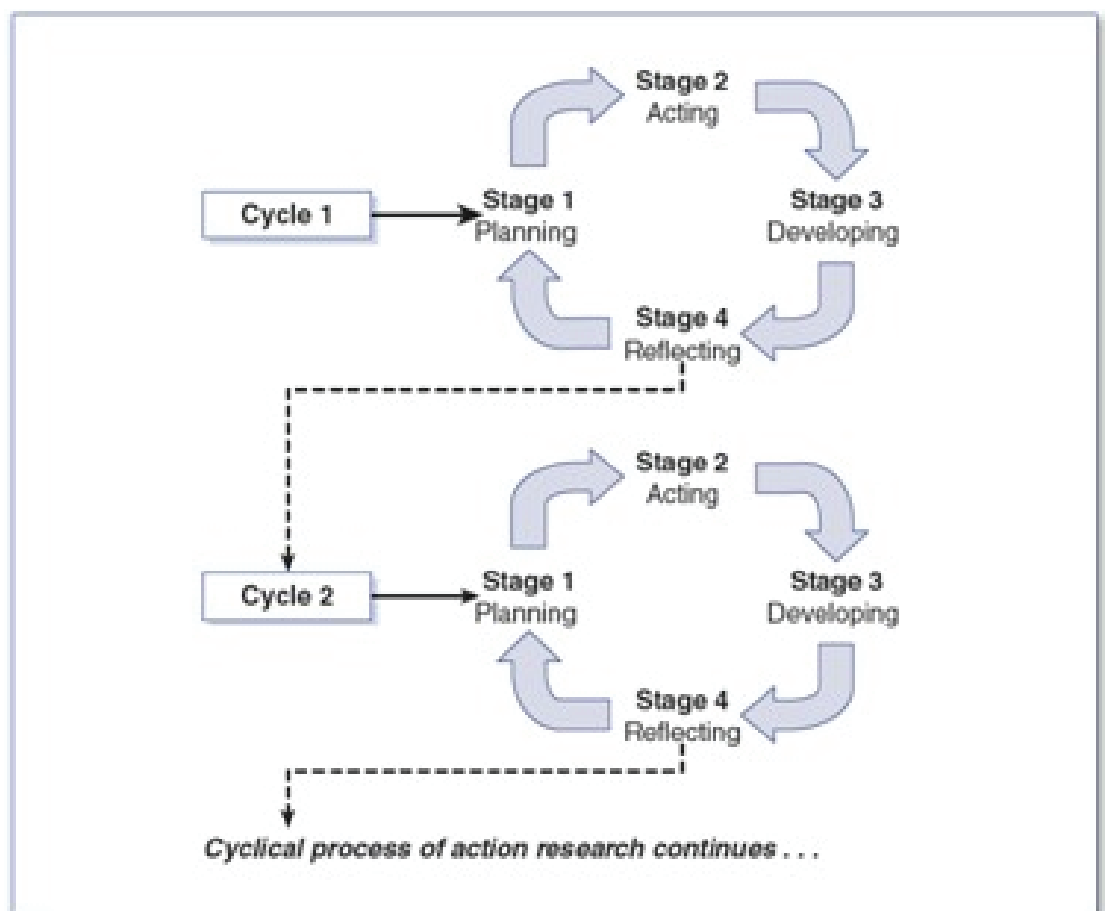 Stage 2
Acting
Cycle 1
Stage 1
Planning
Stage 3
Developing
Stage 4
Reflecting
Stage 2
Acting
Cycle 2
Stage 1
Planning
Stage 3
Developing
Stage 4
Reflecting
Cyclical process of action research continues . . .